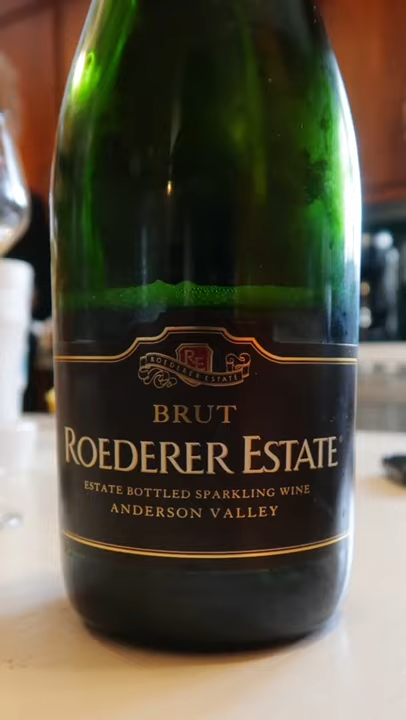 RE
ROEDERER ESTATE
BRUT
ROEDERER ESTATE
ESTATE BOTTLED SPARKLING WINE
ANDERSON VALLEY